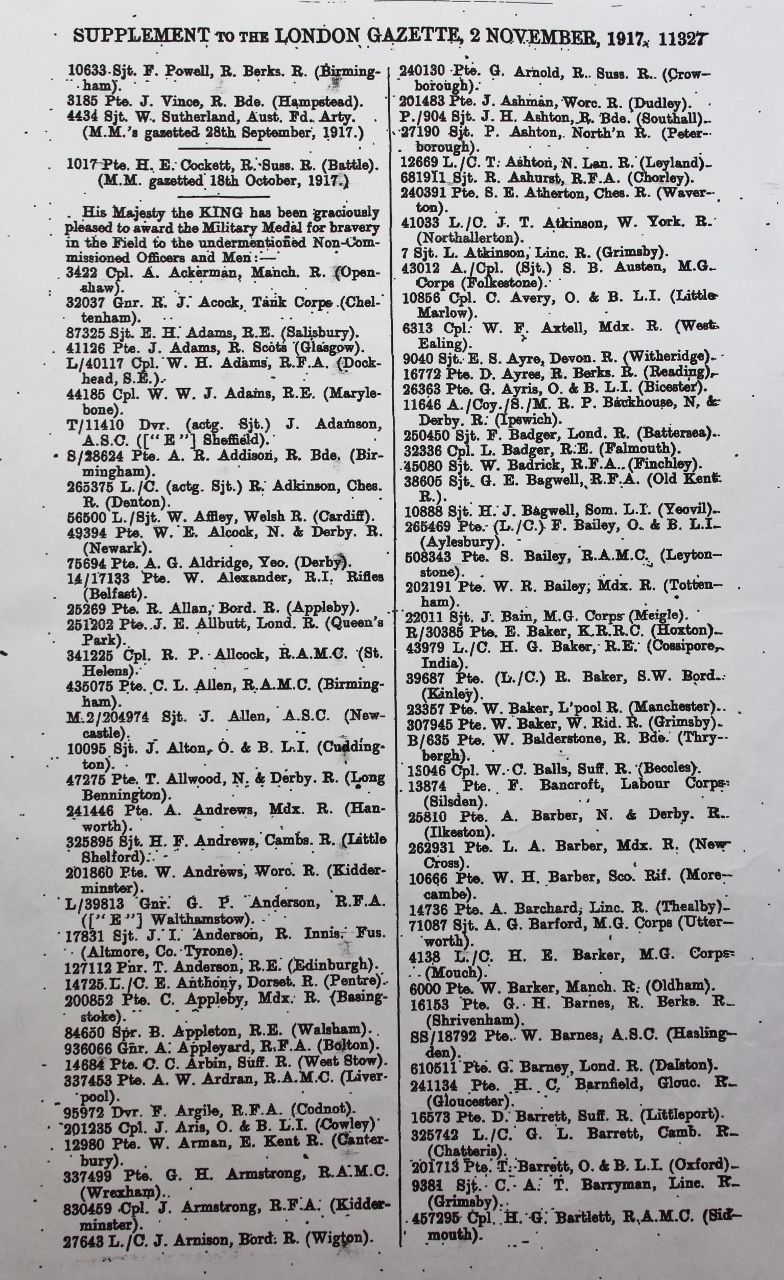 SUPPLEMENT TO THE LONDON GAZETTE, 2 NOVEMBER, 1917. 11327
10633 Sjt. F. Powell, R. Berks. R. (Birming-
ham).
3185 Pte. J. Vince, R. Bde. (Hampstead).
4434 Sjt. W. Sutherland, Aust. Fd. Arty.
(M.M.'s gazetted 28th September, 1917.)
1017 Pte. H. E. Cockett, R. Suss. R. (Battle).
(M.M. gazetted 18th October, 1917.)
His Majesty the KING has been graciously
pleased to award the Military Medal for bravery
in the Field to the undermentioned Non-Com-
missioned Officers and Men:—
3422 Cpl. A. Ackerman, Manch. R. (Open-
shaw).
32037 Gnr. R. J. Acock, Tank Corps (Chel-
tenham).
87325 Sjt. E. H. Adams, R.E. (Salisbury).
41126 Pte. J. Adams, R. Scots (Glasgow).
L/40117 Cpl. W. H. Adams, R.F.A. (Dock-
head, S.E.).
44185 Cpl. W. W. J. Adams, R.E. (Maryle-
bone).
T/11410 Dvr. (actg. Sjt.) J. Adamson,
A.S.C. (["E"] Sheffield).
S/28624 Pte. A. R. Addison, R. Bde. (Bir-
mingham).
265375 L./C. (actg. Sjt.) R. Adkinson, Ches.
R. (Denton).
56500 L./Sjt. W. Affley, Welsh R. (Cardiff).
49394 Pte. W. E. Alcock, N. & Derby. R.
(Newark).
75694 Pte. A. G. Aldridge, Yeo. (Derby).
14/17133 Pte. W. Alexander, R.I. Rifles
(Belfast).
25269 Pte. R. Allan, Bord. R. (Appleby).
251202 Pte. J. E. Allbutt, Lond. R. (Queen's
Park).
341225 Cpl. R. P. Allcock, R.A.M.C. (St.
Helens).
435075 Pte. C. L. Allen, R.A.M.C. (Birming-
ham).
M.2/204974 Sjt. J. Allen, A.S.C. (New-
castle).
10095 Sjt. J. Alton, O. & B. L.I. (Cudding-
ton).
47275 Pte. T. Allwood, N. & Derby. R. (Long
Bennington).
241446 Pte. A. Andrews, Mdx. R. (Han-
worth).
325895 Sjt. H. F. Andrews, Cambs. R. (Little
Shelford).
201860 Pte. W. Andrews, Worc. R. (Kidder-
minster).
L/39813 Gnr. G. P. Anderson, R.F.A.
(["E"] Walthamstow).
17831 Sjt. J. I. Anderson, R. Innis. Fus.
(Altmore, Co. Tyrone).
127112 Pnr. T. Anderson, R.E. (Edinburgh).
14725 L./C. E. Anthony, Dorset. R. (Pentre).
200852 Pte. C. Appleby, Mdx. R. (Basing-
stoke).
84650 Spr. B. Appleton, R.E. (Walsham).
936066 Gnr. A. Appleyard, R.F.A. (Bolton).
14684 Pte. C. C. Arbin, Suff. R. (West Stow).
337453 Pte. A. W. Ardran, R.A.M.C. (Liver-
pool).
95972 Dvr. F. Argile, R.F.A. (Codnot).
201235 Cpl. J. Aris, O. & B. L.I. (Cowley)
12980 Pte. W. Arman, E. Kent R. (Canter-
bury).
337499 Pte. G. H. Armstrong, R.A.M.C.
(Wrexham).
830459 Cpl. J. Armstrong, R.F.A. (Kidder-
minster).
27643 L./C. J. Arnison, Bord. R. (Wigton).
240130 Pte. G. Arnold, R. Suss. R. (Crow-
borough).
201483 Pte. J. Ashman, Worc. R. (Dudley).
P./904 Sjt. J. H. Ashton, R. Bde. (Southall).
27190 Sjt. P. Ashton, North'n R. (Peter-
borough).
12669 L./C. T. Ashton, N. Lan. R. (Leyland).
681911 Sjt. R. Ashurst, R.F.A. (Chorley).
240391 Pte. S. E. Atherton, Ches. R. (Waver-
ton).
41033 L./C. J. T. Atkinson, W. York. R.
(Northallerton).
7 Sjt. L. Atkinson, Linc. R. (Grimsby).
43012 A./Cpl. (Sjt.) S. B. Austen, M.G.
Corps (Folkestone).
10856 Cpl. C. Avery, O. & B. L.I. (Little
Marlow).
6313 Cpl. W. F. Axtell, Mdx. R. (West
Ealing).
9040 Sjt. E. S. Ayre, Devon. R. (Witheridge).
16772 Pte. D. Ayres, R. Berks. R. (Reading).
26363 Pte. G. Ayris, O. & B. L.I. (Bicester).
11646 A./Coy./S./M. R. P. Backhouse, N. &
Derby. R. (Ipswich).
250450 Sjt. F. Badger, Lond. R. (Battersea).
32336 Cpl. L. Badger, R.E. (Falmouth).
45080 Sjt. W. Badrick, R.F.A. (Finchley).
38605 Sjt. G. E. Bagwell, R.F.A. (Old Kent
R.).
10888 Sjt. H. J. Bagwell, Som. L.I. (Yeovil).
265469 Pte. (L./C.) F. Bailey, O. & B. L.I.
(Aylesbury).
508343 Pte. S. Bailey, R.A.M.C. (Leyton-
stone).
202191 Pte. W. R. Bailey, Mdx. R. (Totten-
ham).
22011 Sjt. J. Bain, M.G. Corps (Meigle).
R/30385 Pte. E. Baker, K.R.R.C. (Hoxton).
43979 L./C. H. G. Baker, R.E. (Cossipore,
India).
39687 Pte. (L./C.) R. Baker, S.W. Bord.
(Kinley).
23357 Pte. W. Baker, L'pool R. (Manchester).
307945 Pte. W. Baker, W. Rid. R. (Grimsby).
B/635 Pte. W. Balderstone, R. Bde. (Thry-
bergh).
15046 Cpl. W. C. Balls, Suff. R. (Beccles).
13874 Pte. F. Bancroft, Labour Corps
(Silsden).
25810 Pte. A. Barber, N. & Derby. R.
(Ilkeston).
262931 Pte. L. A. Barber, Mdx. R. (New
Cross).
10666 Pte. W. H. Barber, Sco. Rif. (More-
cambe).
14736 Pte. A. Barchard, Linc. R. (Thealby).
71087 Sjt. A. G. Barford, M.G. Corps (Utter-
worth).
4138 L./C. H. E. Barker, M.G. Corps
(Mouch).
6000 Pte. W. Barker, Manch. R. (Oldham).
16153 Pte. G. H. Barnes, R. Berks. R.
(Shrivenham).
SS/18792 Pte. W. Barnes, A.S.C. (Hasling-
den).
610511 Pte. G. Barney, Lond. R. (Dalston).
241134 Pte. H. C. Barnfield, Glouc. R.
(Gloucester).
16573 Pte. D. Barrett, Suff. R. (Littleport).
325742 L./C. G. L. Barrett, Camb. R.
(Chatteris).
201713 Pte. T. Barrett, O. & B. L.I. (Oxford).
9381 Sjt. C. A. T. Barryman, Linc. R.
(Grimsby).
457295 Cpl. H. G. Bartlett, R.A.M.C. (Sid-
mouth).